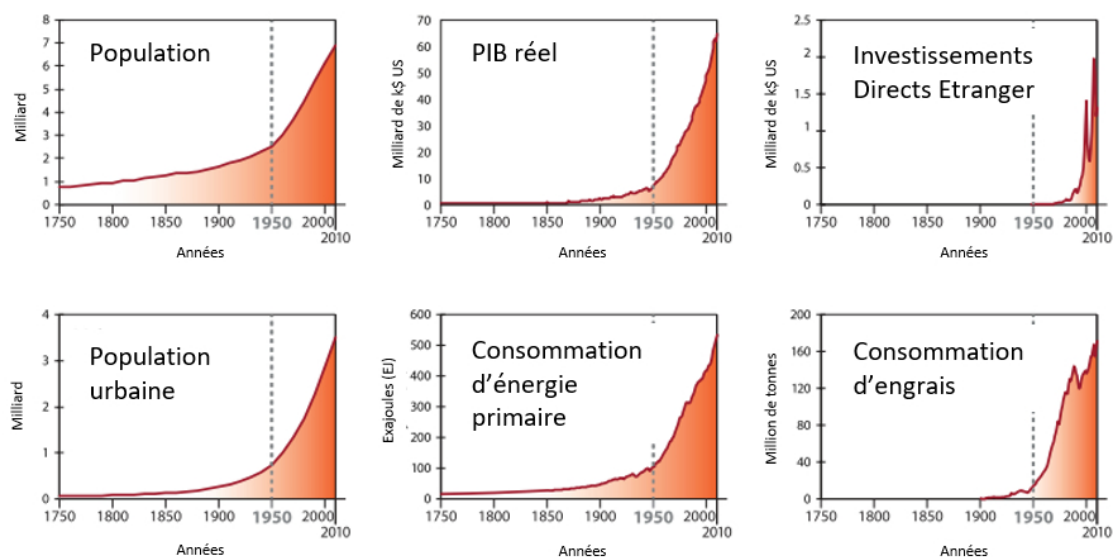 Population
Milliard
8
7
6
5
4
3
2
1
0
1750 1800 1850 1900 1950 2000
2010
Années
PIB réel
Milliard de k$ US
70
60
50
40
30
20
10
0
1750 1800 1850 1900 1950 2000
2010
Années
Investissements
Directs Etranger
Milliard de k$ US
2.5
2
1.5
1
0.5
0
1750 1800 1850 1900 1950 2000
2010
Années
Population
urbaine
Milliard
4
3
2
1
0
1750 1800 1850 1900 1950 2000
2010
Années
Consommation
d'énergie
primaire
Exajoules (EJ)
600
500
400
300
200
100
0
1750 1800 1850 1900 1950 2000
2010
Années
Consommation
d'engrais
Million de tonnes
200
160
120
80
40
0
1750 1800 1850 1900 1950 2000
2010
Années